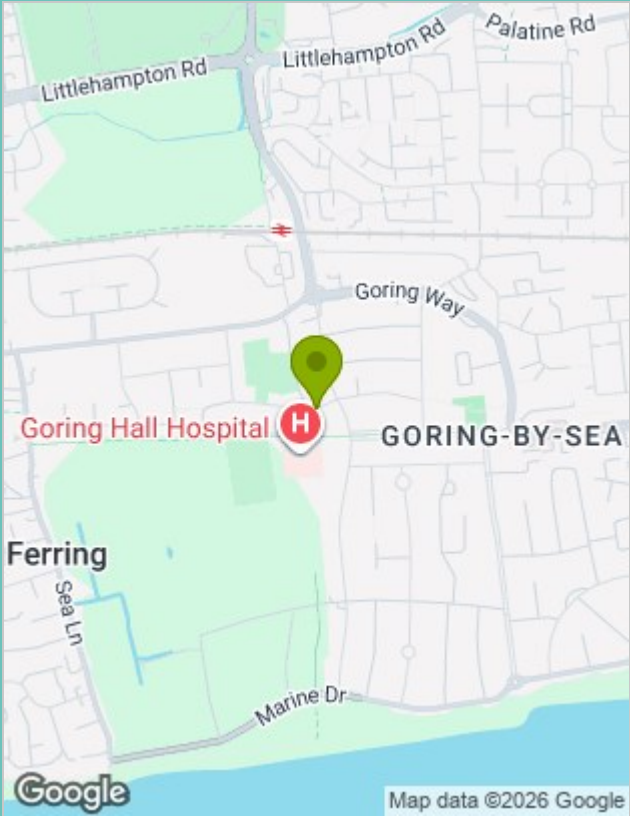 Palatine Rd
Littlehampton Rd
Littlehampton Rd
Goring Way
Goring Hall Hospital
H
GORING-BY-SEA
Ferring
Sea Ln
Marine Dr
Google
Map data ©2026 Google